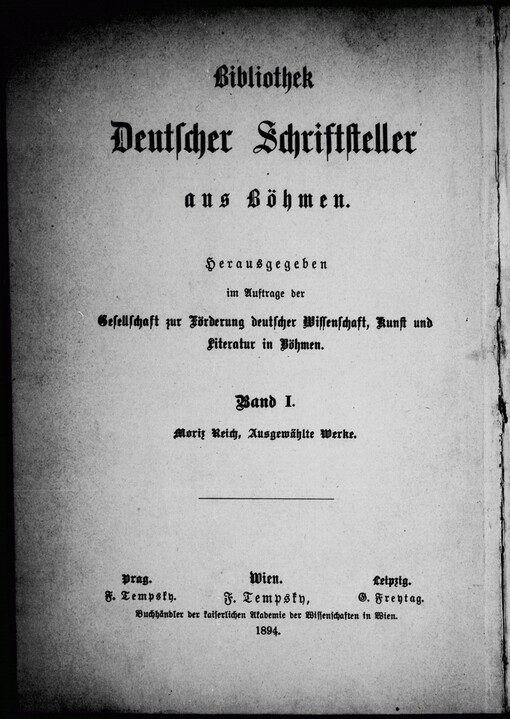 Bibliothek
Deutscher Schriftsteller
aus Böhmen.
Herausgegeben
im Auftrage der
Gesellschaft zur Förderung deutscher Wissenschaft, Kunst und
Literatur in Böhmen.
Band I.
Moriz Reich, Ausgewählte Werke.
Prag. Wien. Leipzig.
F. Tempsky. F. Tempsky, G. Freytag.
Buchhändler der kaiserlichen Akademie der Wissenschaften in Wien.
1894.